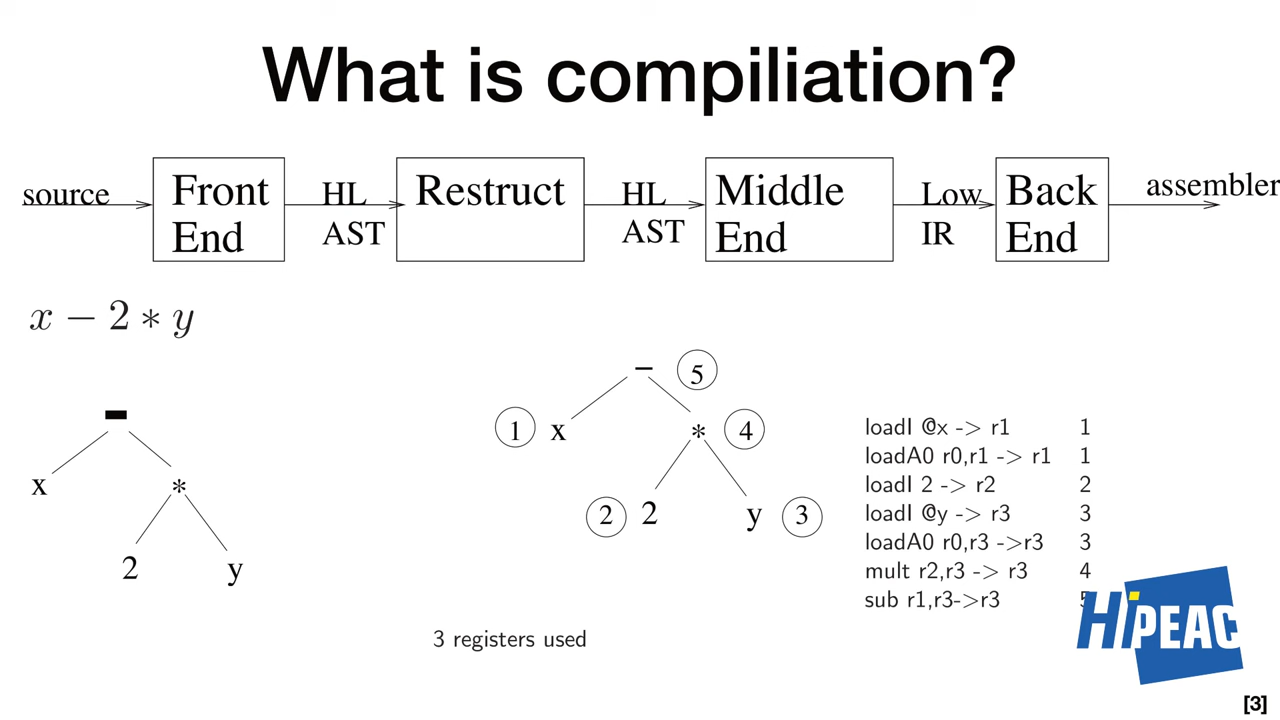 What is compiliation?
source
Front
End
HL
AST
Restruct
HL
AST
Middle
End
Low
IR
Back
End
assembler
x − 2 ∗ y
-
x
*
2
y
− 5
1 x
* 4
2 2
y 3
loadI @x -> r1 1
loadA0 r0,r1 -> r1 1
loadI 2 -> r2 2
loadI @y -> r3 3
loadA0 r0,r3 ->r3 3
mult r2,r3 -> r3 4
sub r1,r3->r3 5
3 registers used
HiPEAC
[3]